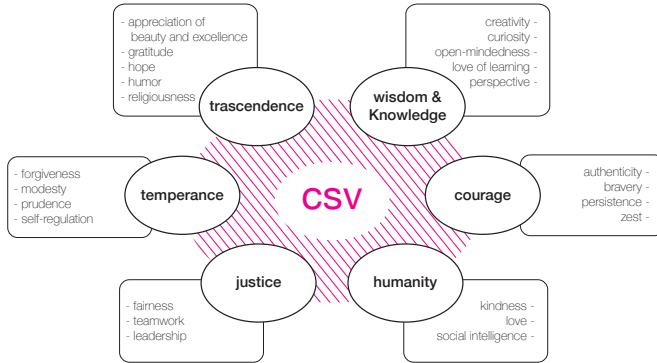 - appreciation of
beauty and excellence
- gratitude
- hope
- humor
- religiousness
trascendence
creativity -
curiosity -
open-mindedness -
love of learning -
perspective -
wisdom &
Knowledge
- forgiveness
- modesty
- prudence
- self-regulation
temperance
CSV
courage
authenticity -
bravery -
persistence -
zest -
justice
- fairness
- teamwork
- leadership
humanity
kindness -
love -
social intelligence -